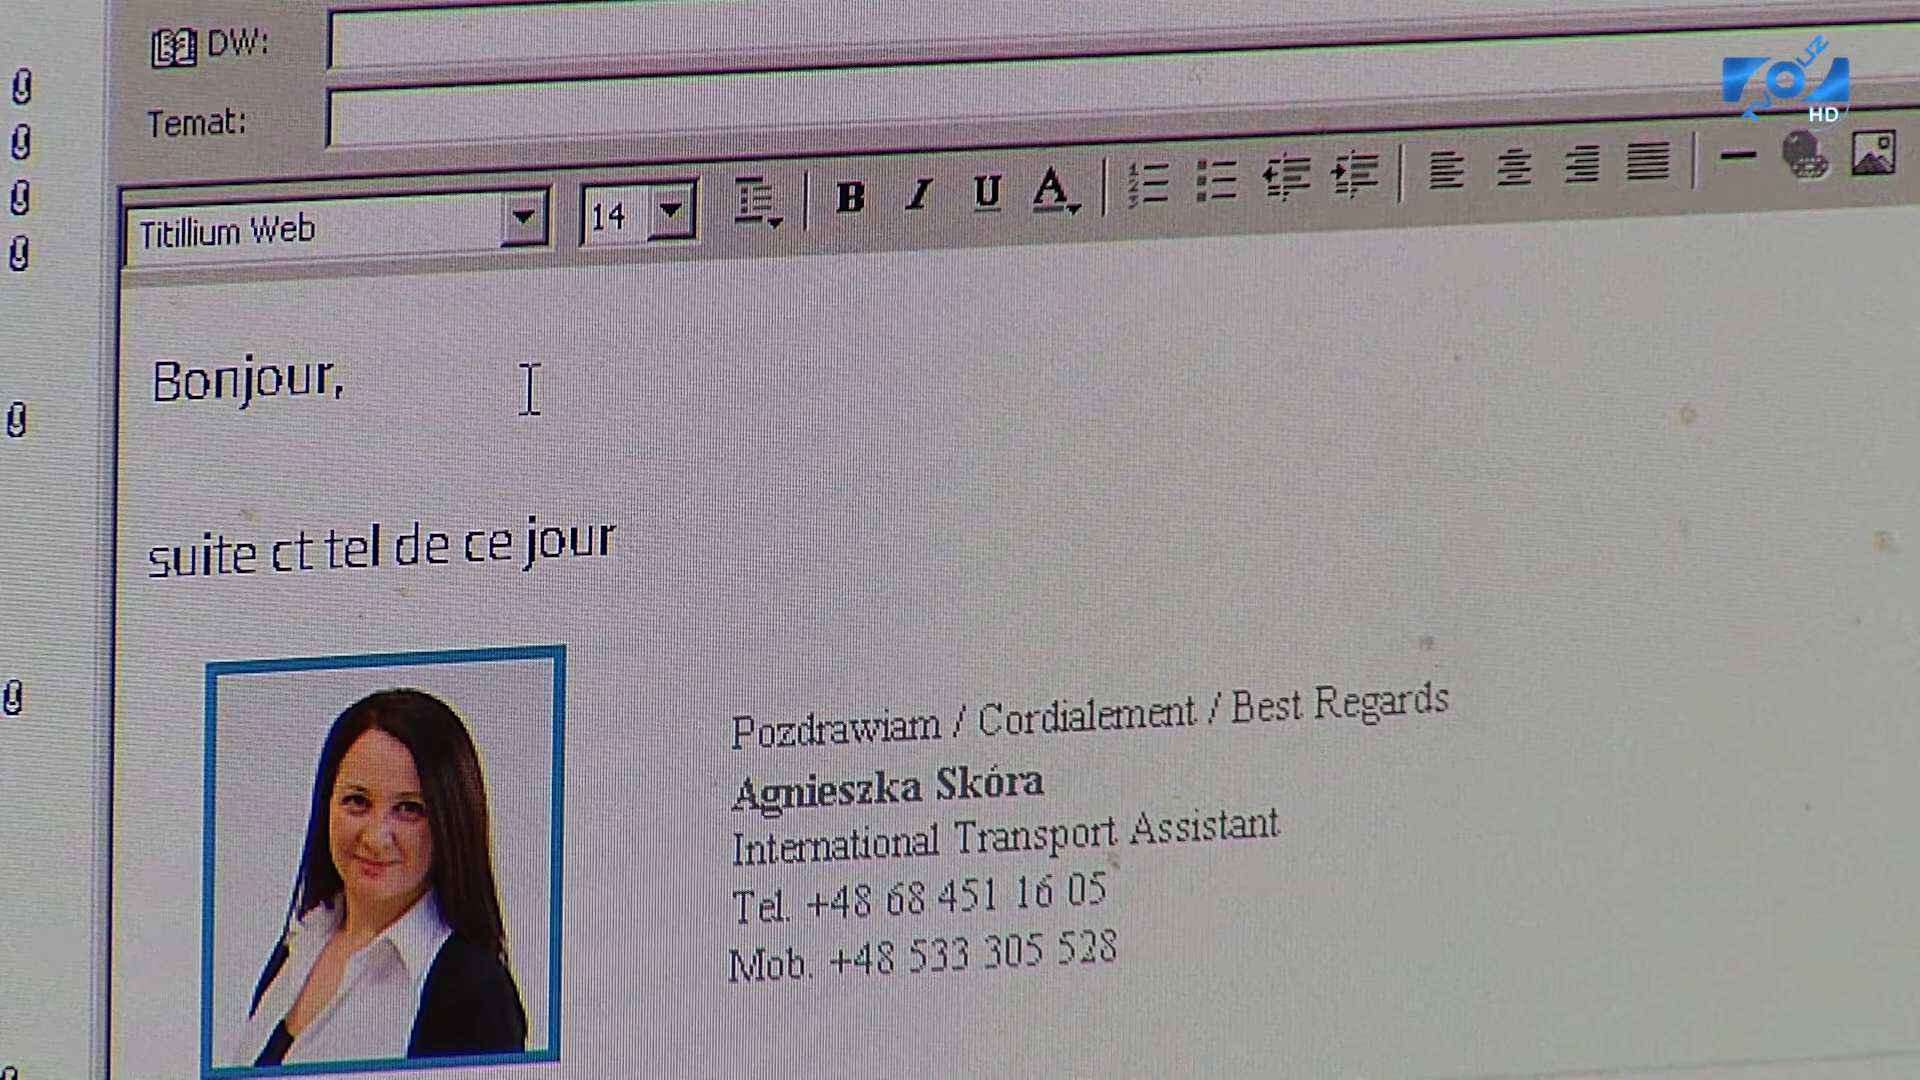 DW:
Temat:
Titillium Web
14
B I U A
Bonjour,
suite ct tel de ce jour
Pozdrawiam / Cordialement / Best Regards
Agnieszka Skóra
International Transport Assistant
Tel. +48 68 451 16 05
Mob. +48 533 305 528
HD